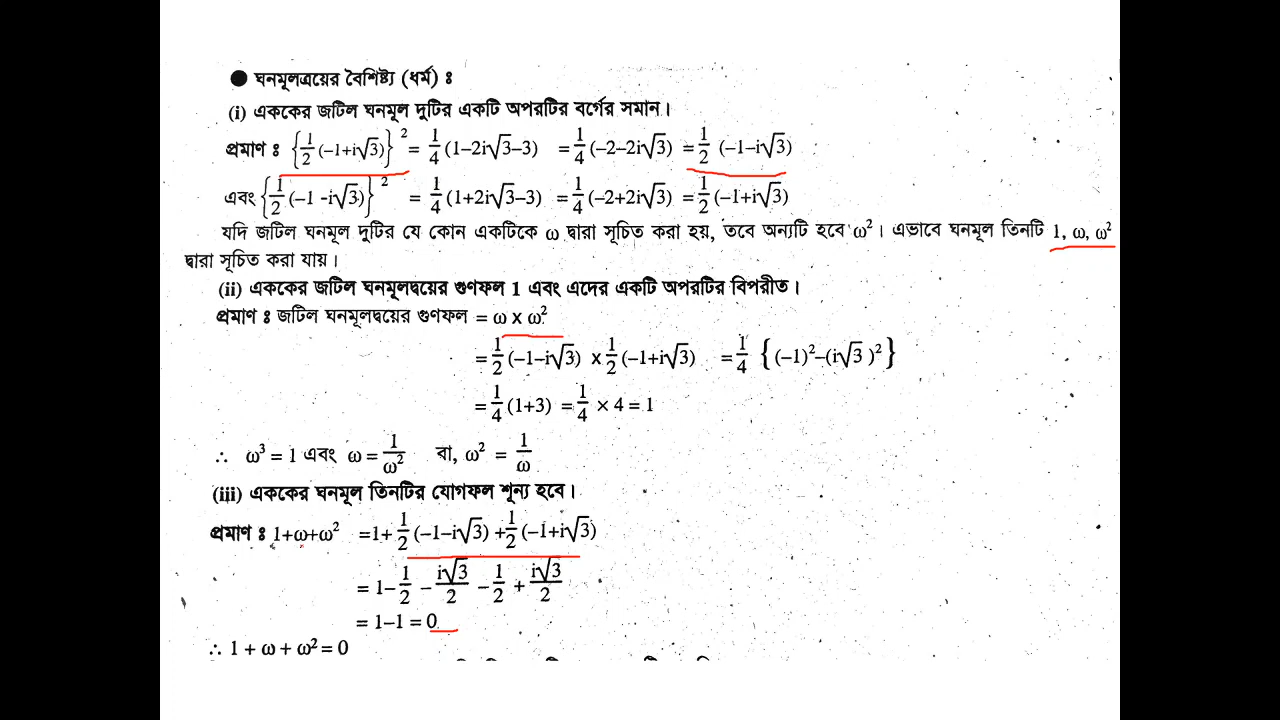 ● ঘনমূলত্রয়ের বৈশিষ্ট্য (ধর্ম) ঃ
(i) এককের জটিল ঘনমূল দুটির একটি অপরটির বর্গের সমান।
প্রমাণ ঃ {1/2 (−1+i√3)}² = 1/4 (1−2i√3−3) = 1/4 (−2−2i√3) = 1/2 (−1−i√3)
এবং {1/2 (−1 -i√3)}² = 1/4 (1+2i√3−3) = 1/4 (−2+2i√3) = 1/2 (−1+i√3)
যদি জটিল ঘনমূল দুটির যে কোন একটিকে ω দ্বারা সূচিত করা হয়, তবে অন্যটি হবে ω² । এভাবে ঘনমূল তিনটি 1, ω, ω²
দ্বারা সূচিত করা যায়।
(ii) এককের জটিল ঘনমূলদ্বয়ের গুণফল 1 এবং এদের একটি অপরটির বিপরীত।
প্রমাণ ঃ জটিল ঘনমূলদ্বয়ের গুণফল = ω x ω²
= 1/2 (−1−i√3) x 1/2 (−1+i√3) = 1/4 {(−1)²−(i√3 )²}
= 1/4 (1+3) = 1/4 × 4 = 1
∴ ω³ = 1 এবং ω = 1/ω² বা, ω² = 1/ω
(iii) এককের ঘনমূল তিনটির যোগফল শূন্য হবে।
প্রমাণ ঃ 1+ω+ω² =1+ 1/2 (−1−i√3) + 1/2 (−1+i√3)
= 1− 1/2 − i√3/2 − 1/2 + i√3/2
= 1−1 = 0
∴ 1 + ω + ω² = 0